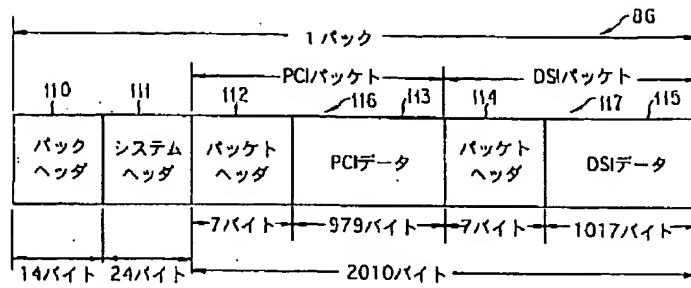 86
1パック
PCIパケット
DSIパケット
110
111
112
116
113
114
117
115
パック
ヘッダ
システム
ヘッダ
パケット
ヘッダ
PCIデータ
パケット
ヘッダ
DSIデータ
7バイト
979バイト
7バイト
1017バイト
14バイト
24バイト
2010バイト